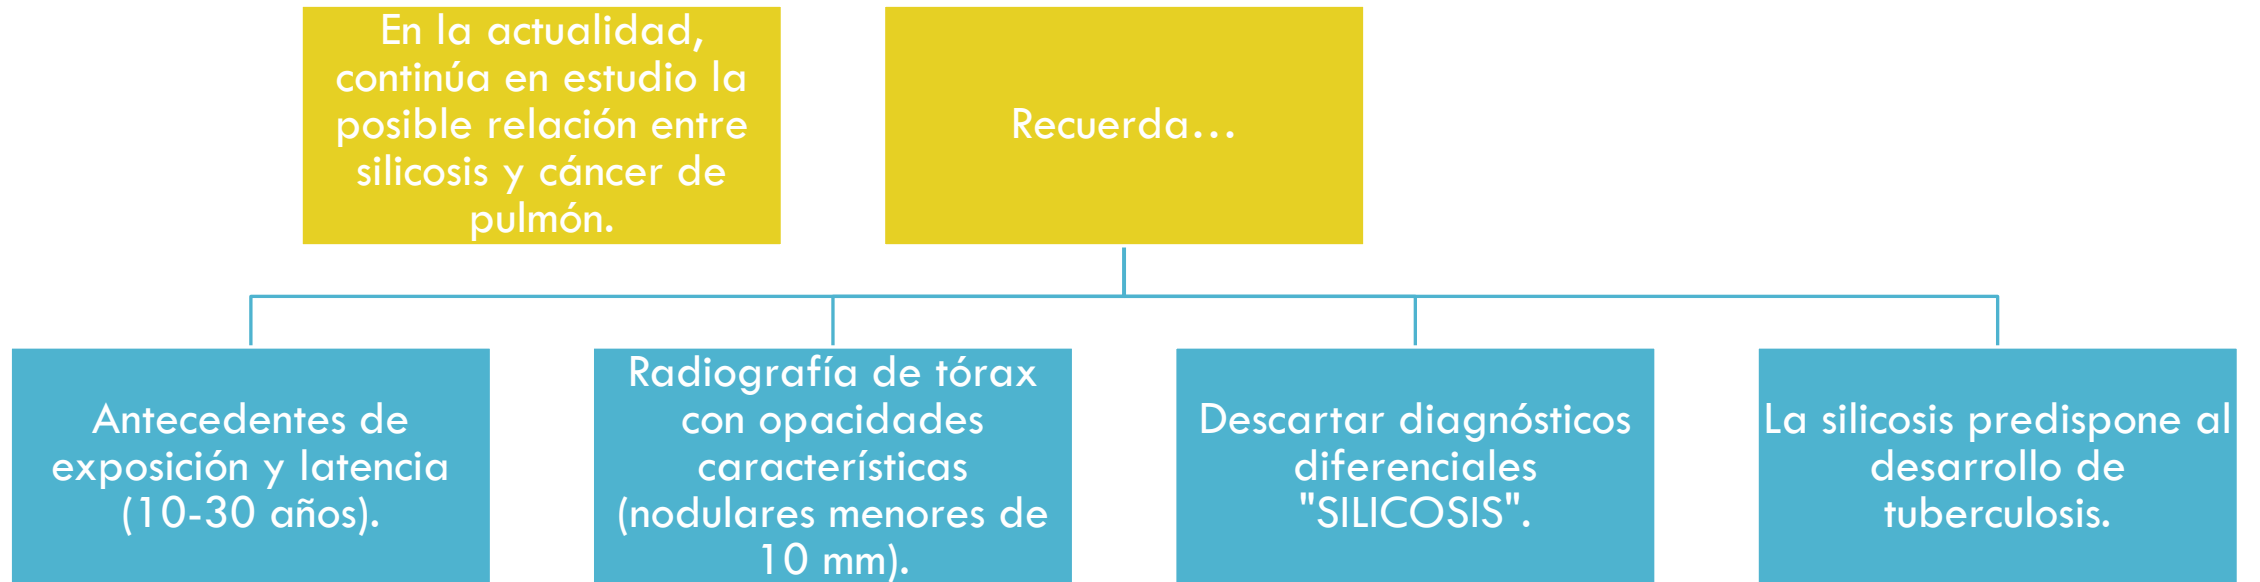 En la actualidad,
continúa en estudio la
posible relación entre
silicosis y cáncer de
pulmón.
Recuerda...
Antecedentes de
exposición y latencia
(10-30 años).
Radiografía de tórax
con opacidades
características
(nodulares menores de
10 mm).
Descartar diagnósticos
diferenciales
"SILICOSIS".
La silicosis predispone al
desarrollo de
tuberculosis.